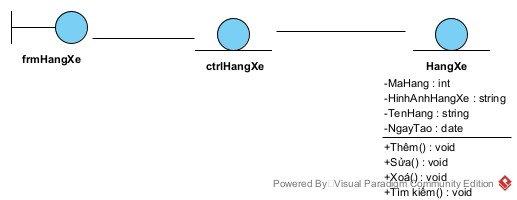 frmHangXe
ctrlHangXe
HangXe
-MaHang : int
-HinhAnhHangXe : string
-TenHang : string
-NgayTao : date
+Thêm() : void
+Sửa() : void
+Xoá() : void
+Tìm kiếm() : void
Powered By Visual Paradigm Community Edition